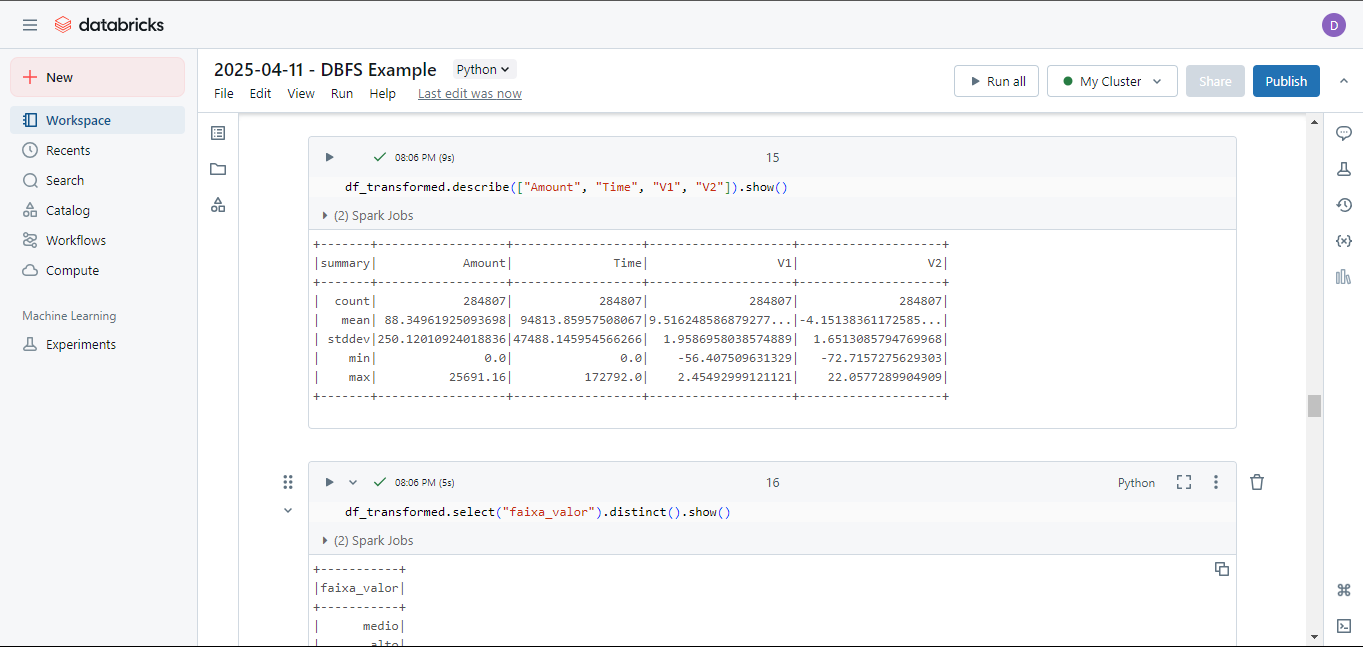 databricks
D
New
Workspace
Recents
Search
Catalog
Workflows
Compute
Machine Learning
Experiments
2025-04-11 - DBFS Example Python
File Edit View Run Help Last edit was now
Run all My Cluster Share Publish
08:06 PM (9s) 15
df_transformed.describe(["Amount", "Time", "V1", "V2"]).show()
(2) Spark Jobs
+-------+------------------+-----------------+-------------------+-------------------+
|summary| Amount| Time| V1| V2|
+-------+------------------+-----------------+-------------------+-------------------+
| count| 284807| 284807| 284807| 284807|
| mean| 88.34961925093698| 94813.85957508067|9.516248586879277...|-4.15138361172585...|
| stddev|250.12010924018836|47488.145954566266| 1.9586958038574889| 1.6513085794769968|
| min| 0.0| 0.0| -56.407509631329| -72.7157275629303|
| max| 25691.16| 172792.0| 2.45492999121121| 22.0577289904909|
+-------+------------------+-----------------+-------------------+-------------------+
08:06 PM (5s) 16 Python
df_transformed.select("faixa_valor").distinct().show()
(2) Spark Jobs
+-----------+
|faixa_valor|
+-----------+
| medio|
| alto|